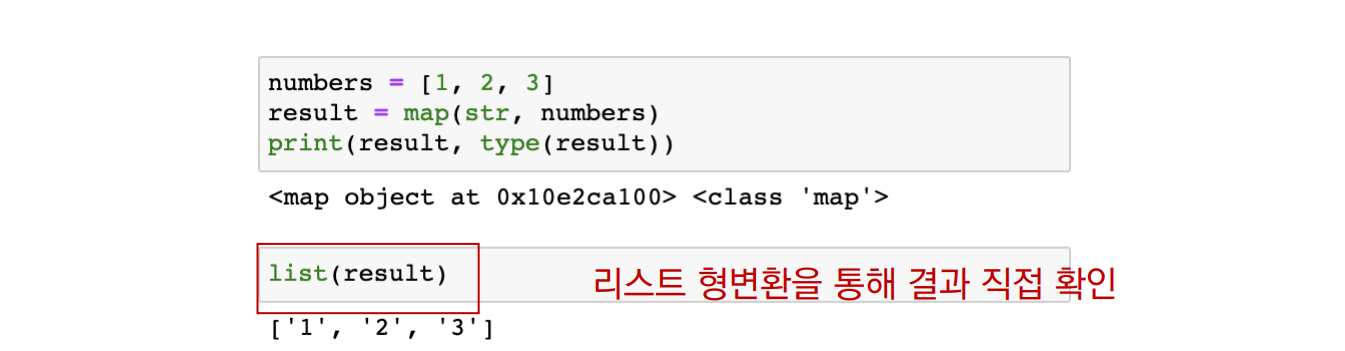 numbers = [1, 2, 3]
result = map(str, numbers)
print(result, type(result))
<map object at 0x10e2ca100> <class 'map'>
list(result)
리스트 형변환을 통해 결과 직접 확인
['1', '2', '3']